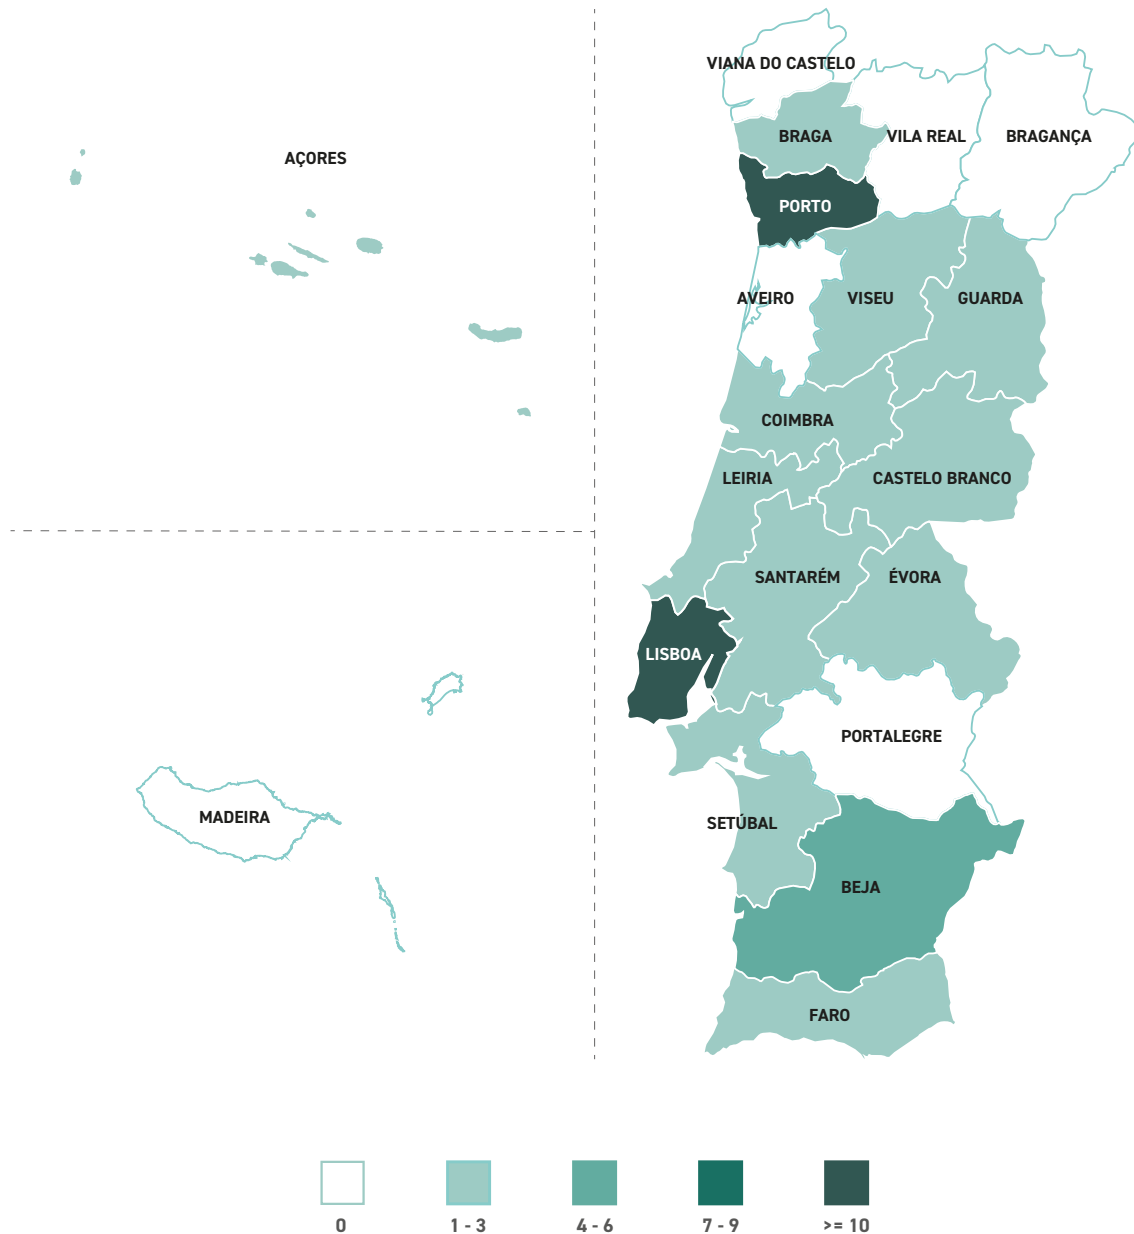 VIANA DO CASTELO
BRAGA
VILA REAL
BRAGANÇA
AÇORES
PORTO
AVEIRO
VISEU
GUARDA
COIMBRA
LEIRIA
CASTELO BRANCO
SANTARÉM
ÉVORA
LISBOA
PORTALEGRE
MADEIRA
SETÚBAL
BEJA
FARO
0
1 - 3
4 - 6
7 - 9
>= 10